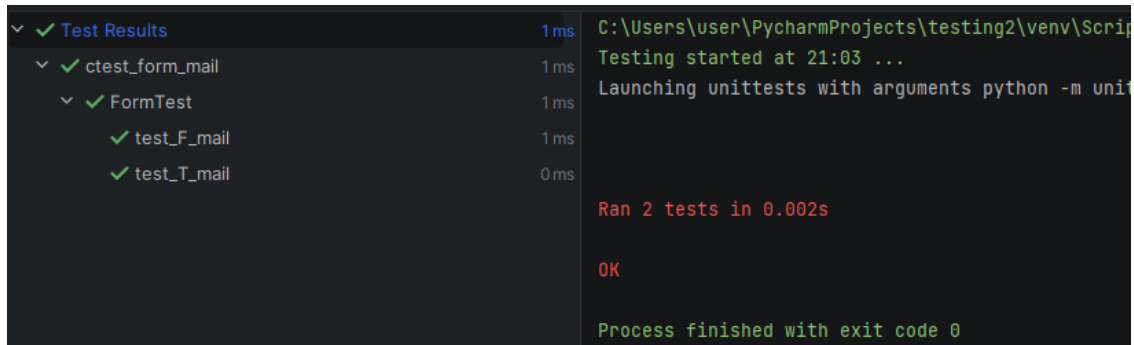 Test Results 1 ms
ctest_form_mail 1 ms
FormTest 1 ms
test_F_mail 1 ms
test_T_mail 0 ms
C:\Users\user\PycharmProjects\testing2\venv\Scrip
Testing started at 21:03 ...
Launching unittests with arguments python -m unit
Ran 2 tests in 0.002s
OK
Process finished with exit code 0